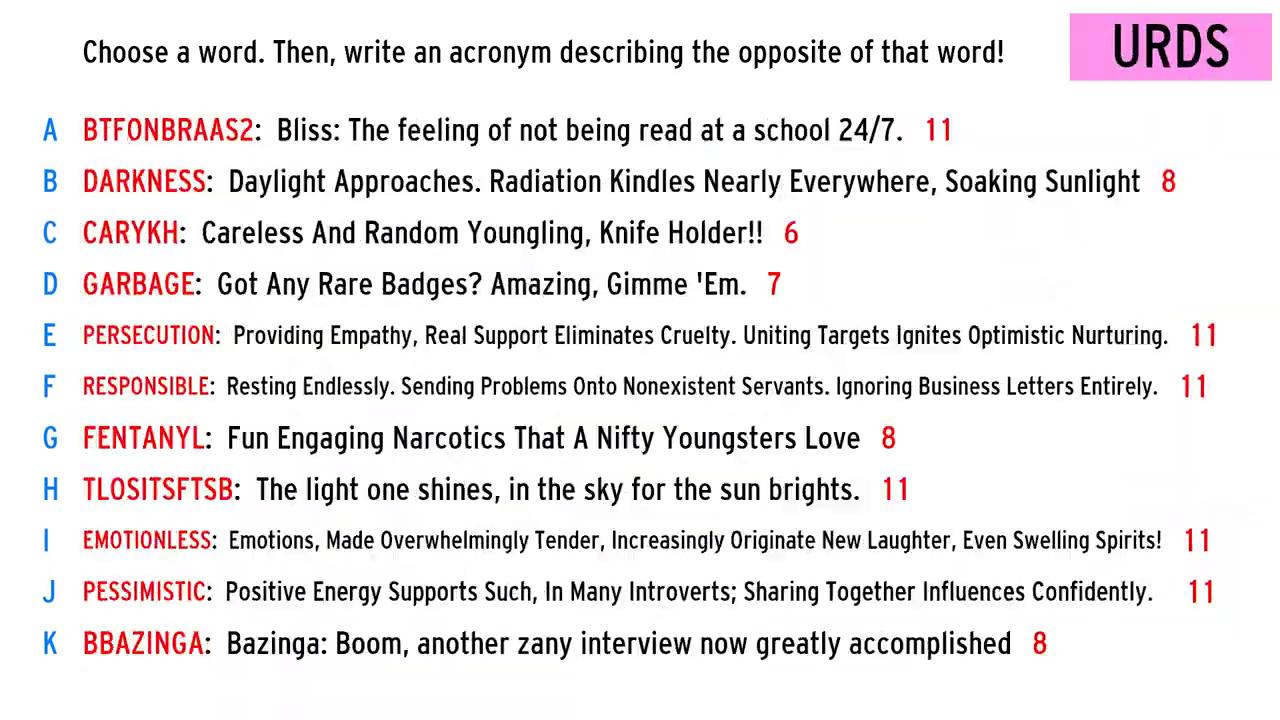 Choose a word. Then, write an acronym describing the opposite of that word!
URDS
A BTFONBRAAS2: Bliss: The feeling of not being read at a school 24/7. 11
B DARKNESS: Daylight Approaches. Radiation Kindles Nearly Everywhere, Soaking Sunlight 8
C CARYKH: Careless And Random Youngling, Knife Holder!! 6
D GARBAGE: Got Any Rare Badges? Amazing, Gimme 'Em. 7
E PERSECUTION: Providing Empathy, Real Support Eliminates Cruelty. Uniting Targets Ignites Optimistic Nurturing. 11
F RESPONSIBLE: Resting Endlessly. Sending Problems Onto Nonexistent Servants. Ignoring Business Letters Entirely. 11
G FENTANYL: Fun Engaging Narcotics That A Nifty Youngsters Love 8
H TLOSITSFTSB: The light one shines, in the sky for the sun brights. 11
I EMOTIONLESS: Emotions, Made Overwhelmingly Tender, Increasingly Originate New Laughter, Even Swelling Spirits! 11
J PESSIMISTIC: Positive Energy Supports Such, In Many Introverts; Sharing Together Influences Confidently. 11
K BBAZINGA: Bazinga: Boom, another zany interview now greatly accomplished 8